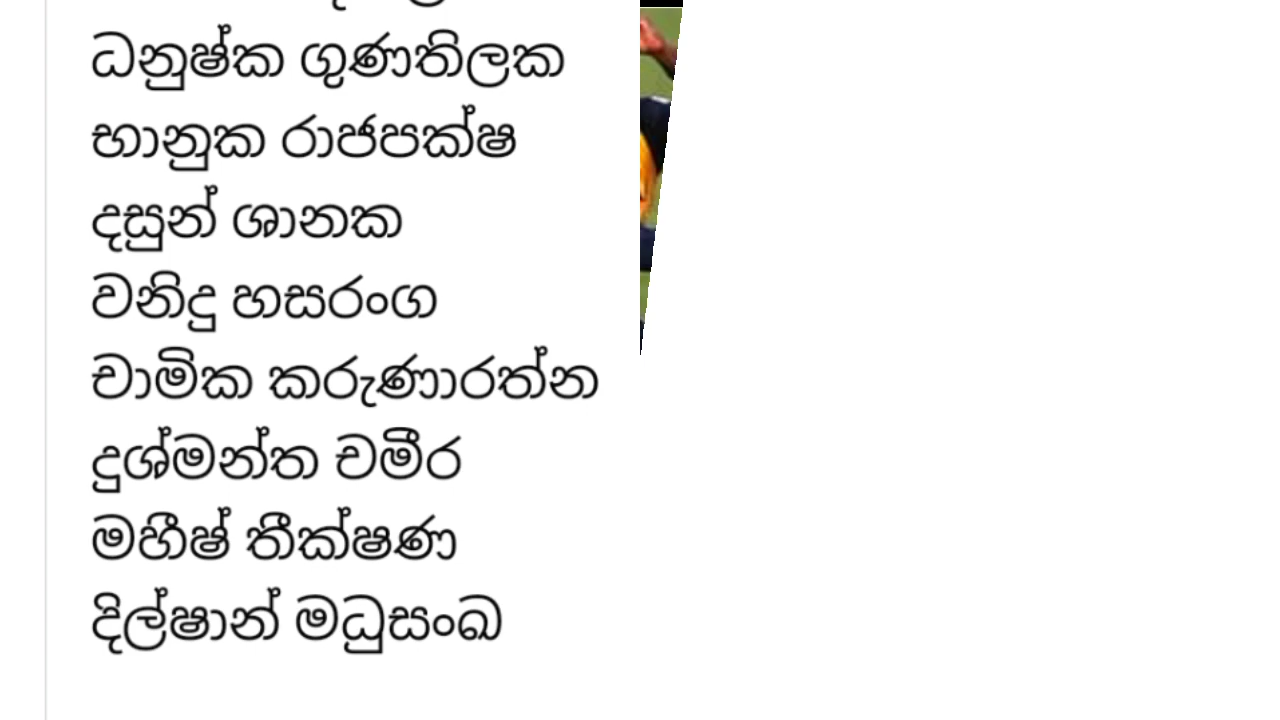 ධනුෂ්ක ගුණතිලක
භානුක රාජපක්ෂ
දසුන් ශානක
වනිදු හසරංග
චාමික කරුණාරත්න
දුශ්මන්ත චමීර
මහීෂ් තීක්ෂණ
දිල්ෂාන් මධුසංඛ